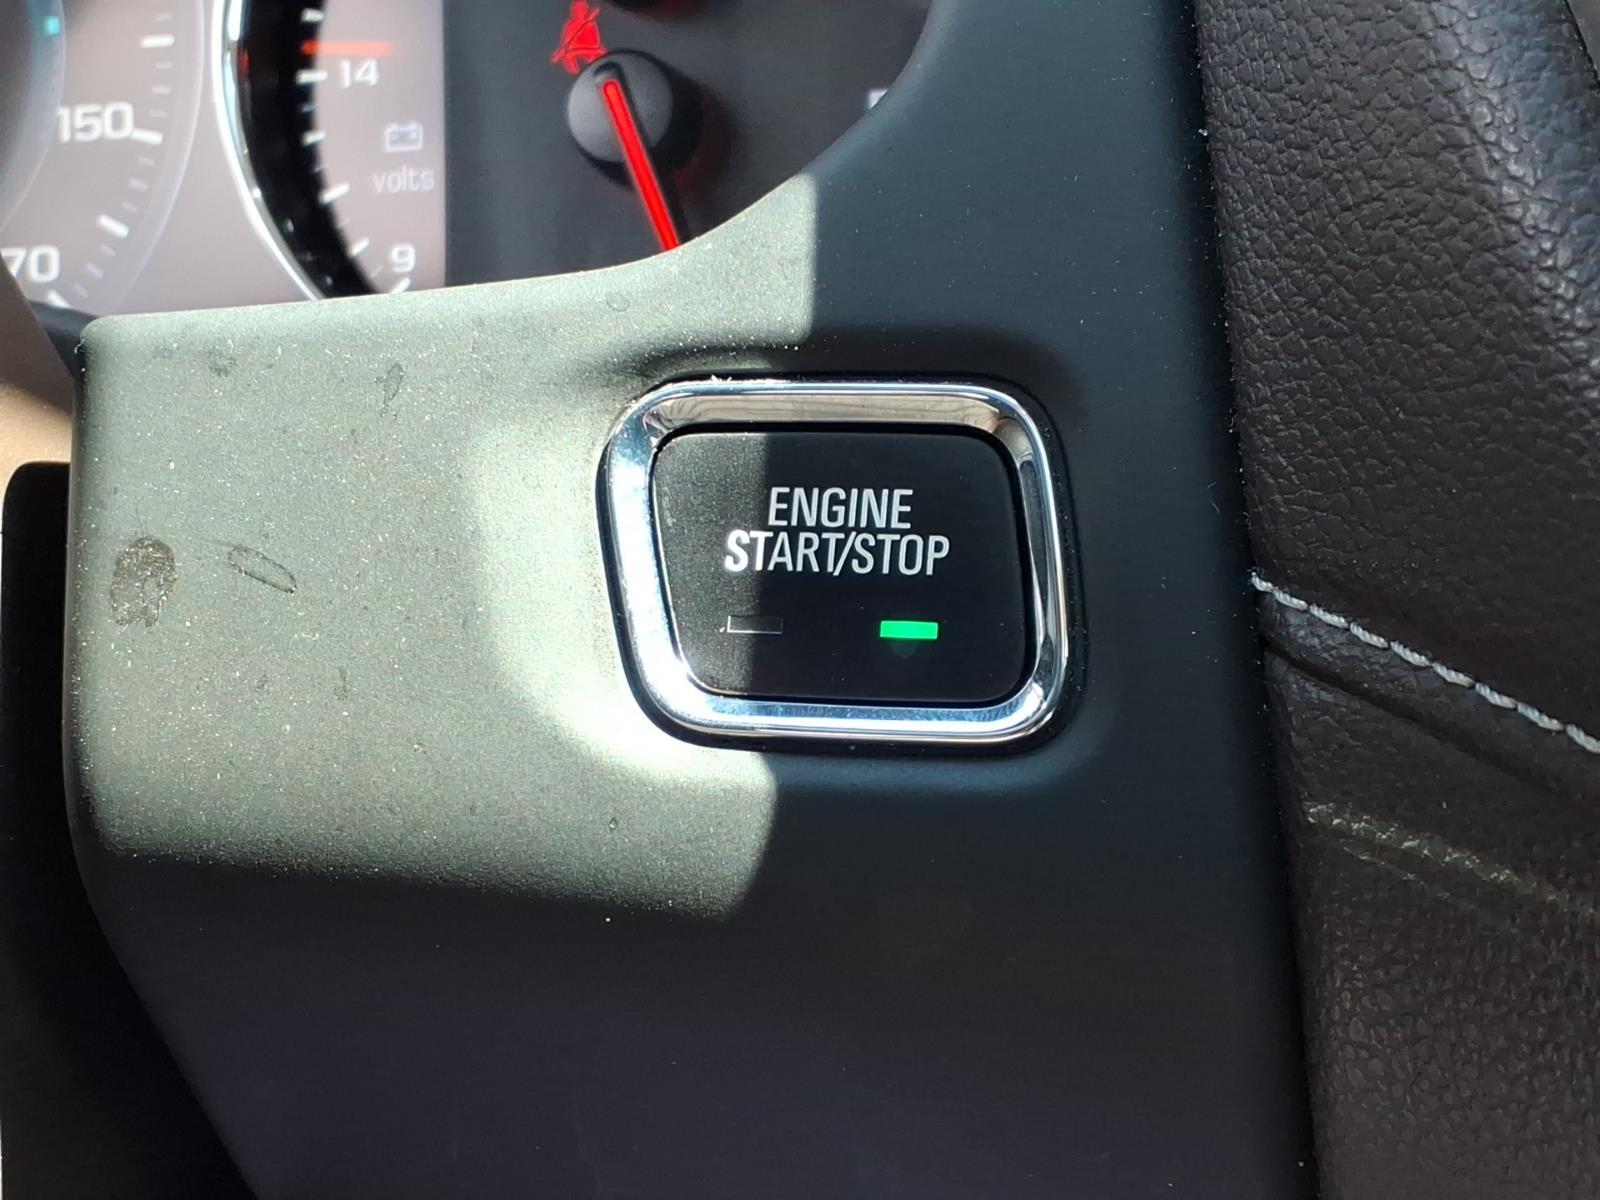 14
150
volts
9
70
ENGINE
START/STOP